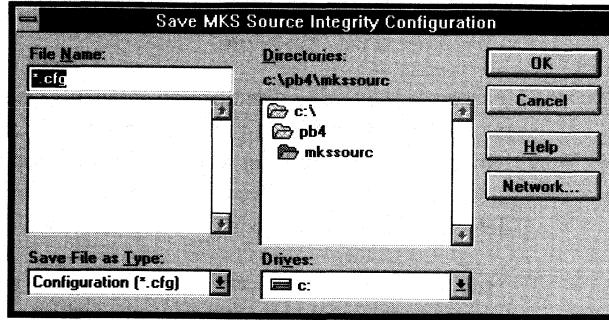 Save MKS Source Integrity Configuration
File Name:
*.cfg
Directories:
c:\pb4\mkssourc
c:\
pb4
mkssourc
OK
Cancel
Help
Network...
Save File as Type:
Configuration (*.cfg)
Drives:
c: